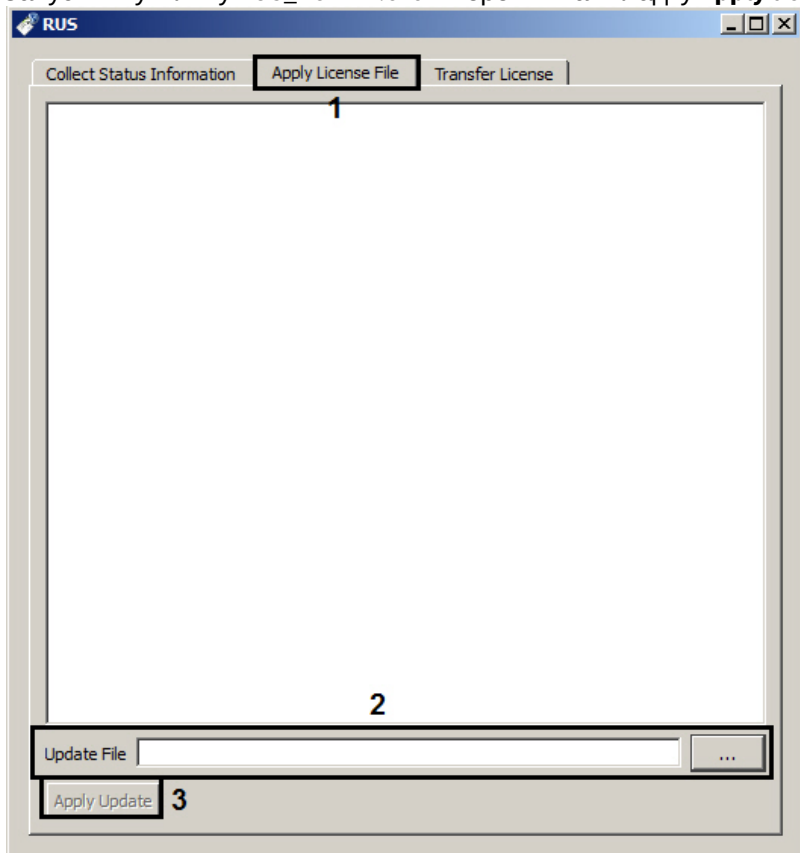 RUS
Collect Status Information Apply License File Transfer License
1
2
Update File ...
Apply Update 3